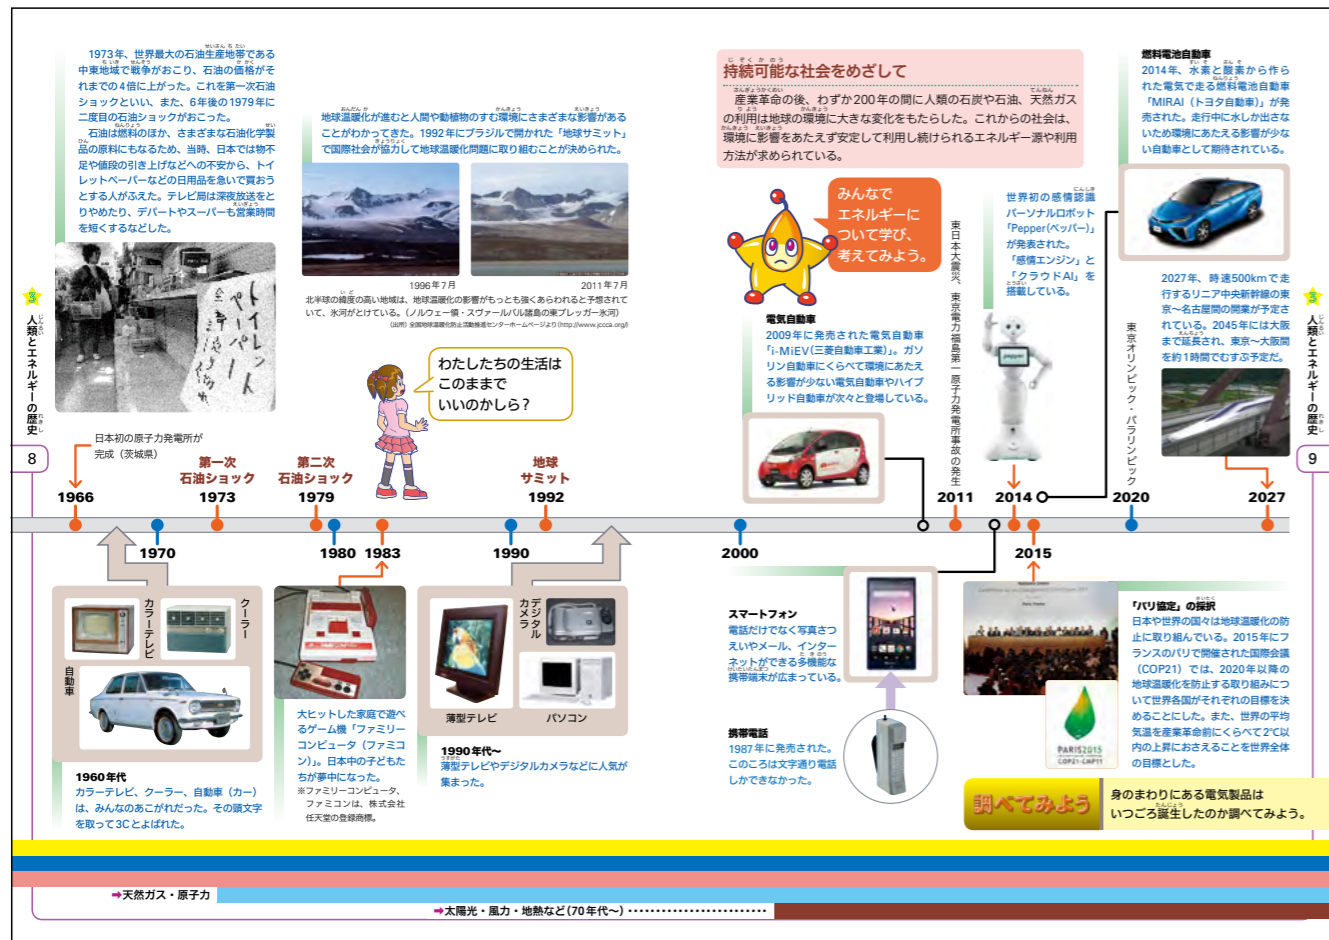 1973年、世界最大の石油生産地帯である
中東地域で戦争がおこり、石油の価格がそ
れまでの4倍に上がった。これを第一次石油
ショックといい、また、6年後の1979年に
二度目の石油ショックがおこった。
石油は燃料のほか、さまざまな石油化学製
品の原料にもなるため、当時、日本では物不
足や値段の引き上げなどへの不安から、トイ
レットペーパーなどの日用品を急いで買おう
とする人がふえた。テレビ局は深夜放送をと
りやめたり、デパートやスーパーも営業時間
を短くするなどした。
トイレット
ペーパー
地球温暖化が進むと人間や動植物のすむ環境にさまざまな影響がある
ことがわかってきた。1992年にブラジルで開かれた「地球サミット」
で国際社会が協力して地球温暖化問題に取り組むことが決められた。
1996年7月
2011年7月
北半球の緯度の高い地域は、地球温暖化の影響がもっとも強くあらわれると予想されて
いて、氷河がとけている。（ノルウェー領・スヴァールバル諸島の東ブレッガー氷河）
（出所）全国地球温暖化防止活動推進センターホームページより（http://www.jccca.org/）
わたしたちの生活は
このままで
いいのかしら？
3
人類とエネルギーの歴史
8
日本初の原子力発電所が
完成（茨城県）
1966
第一次
石油ショック
1973
第二次
石油ショック
1979
地球
サミット
1992
1970
1980
1983
1990
カラーテレビ
クーラー
自動車
1960年代
カラーテレビ、クーラー、自動車（カー）
は、みんなのあこがれだった。その頭文字
を取って3Cとよばれた。
大ヒットした家庭で遊べ
るゲーム機「ファミリー
コンピュータ（ファミコ
ン）」。日本中の子どもた
ちが夢中になった。
※ファミリーコンピュータ、
ファミコンは、株式会社
任天堂の登録商標。
デジタル
カメラ
薄型テレビ
パソコン
1990年代〜
薄型テレビやデジタルカメラなどに人気が
集まった。
持続可能な社会をめざして
産業革命の後、わずか200年の間に人類の石炭や石油、天然ガス
の利用は地球の環境に大きな変化をもたらした。これからの社会は、
環境に影響をあたえず安定して利用し続けられるエネルギー源や利用
方法が求められている。
みんなで
エネルギーに
ついて学び、
考えてみよう。
電気自動車
2009年に発売された電気自動車
「i-MiEV（三菱自動車工業）」。ガソ
リン自動車にくらべて環境にあたえ
る影響が少ない電気自動車やハイブ
リッド自動車が次々と登場している。
東日本大震災、東京電力福島第一原子力発電所事故の発生
世界初の感情認識
パーソナルロボット
「Pepper（ペッパー）」
が発表された。
「感情エンジン」と
「クラウドAI」を
搭載している。
pepper
燃料電池自動車
2014年、水素と酸素から作ら
れた電気で走る燃料電池自動車
「MIRAI（トヨタ自動車）」が発
売された。走行中に水しか出さな
いため環境にあたえる影響が少な
い自動車として期待されている。
東京オリンピック・パラリンピック
2027年、時速500kmで走
行するリニア中央新幹線の東
京〜名古屋間の開業が予定さ
れている。2045年には大阪
まで延長され、東京〜大阪間
を約1時間でむすぶ予定だ。
3
人類とエネルギーの歴史
9
2011
2014
2020
2027
2000
2015
スマートフォン
電話だけでなく写真さつ
えいやメール、インター
ネットができる多機能な
携帯端末が広まっている。
携帯電話
1987年に発売された。
このころは文字通り電話
しかできなかった。
PARIS2015
COP21・CMP11
「パリ協定」の採択
日本や世界の国々は地球温暖化の防
止に取り組んでいる。2015年にフ
ランスのパリで開催された国際会議
（COP21）では、2020年以降の
地球温暖化を防止する取り組みにつ
いて世界各国がそれぞれの目標を決
めることにした。また、世界の平均
気温を産業革命前にくらべて2℃以
内の上昇におさえることを世界全体
の目標とした。
調べてみよう
身のまわりにある電気製品は
いつごろ誕生したのか調べてみよう。
➡天然ガス・原子力
➡太陽光・風力・地熱など（70年代〜）